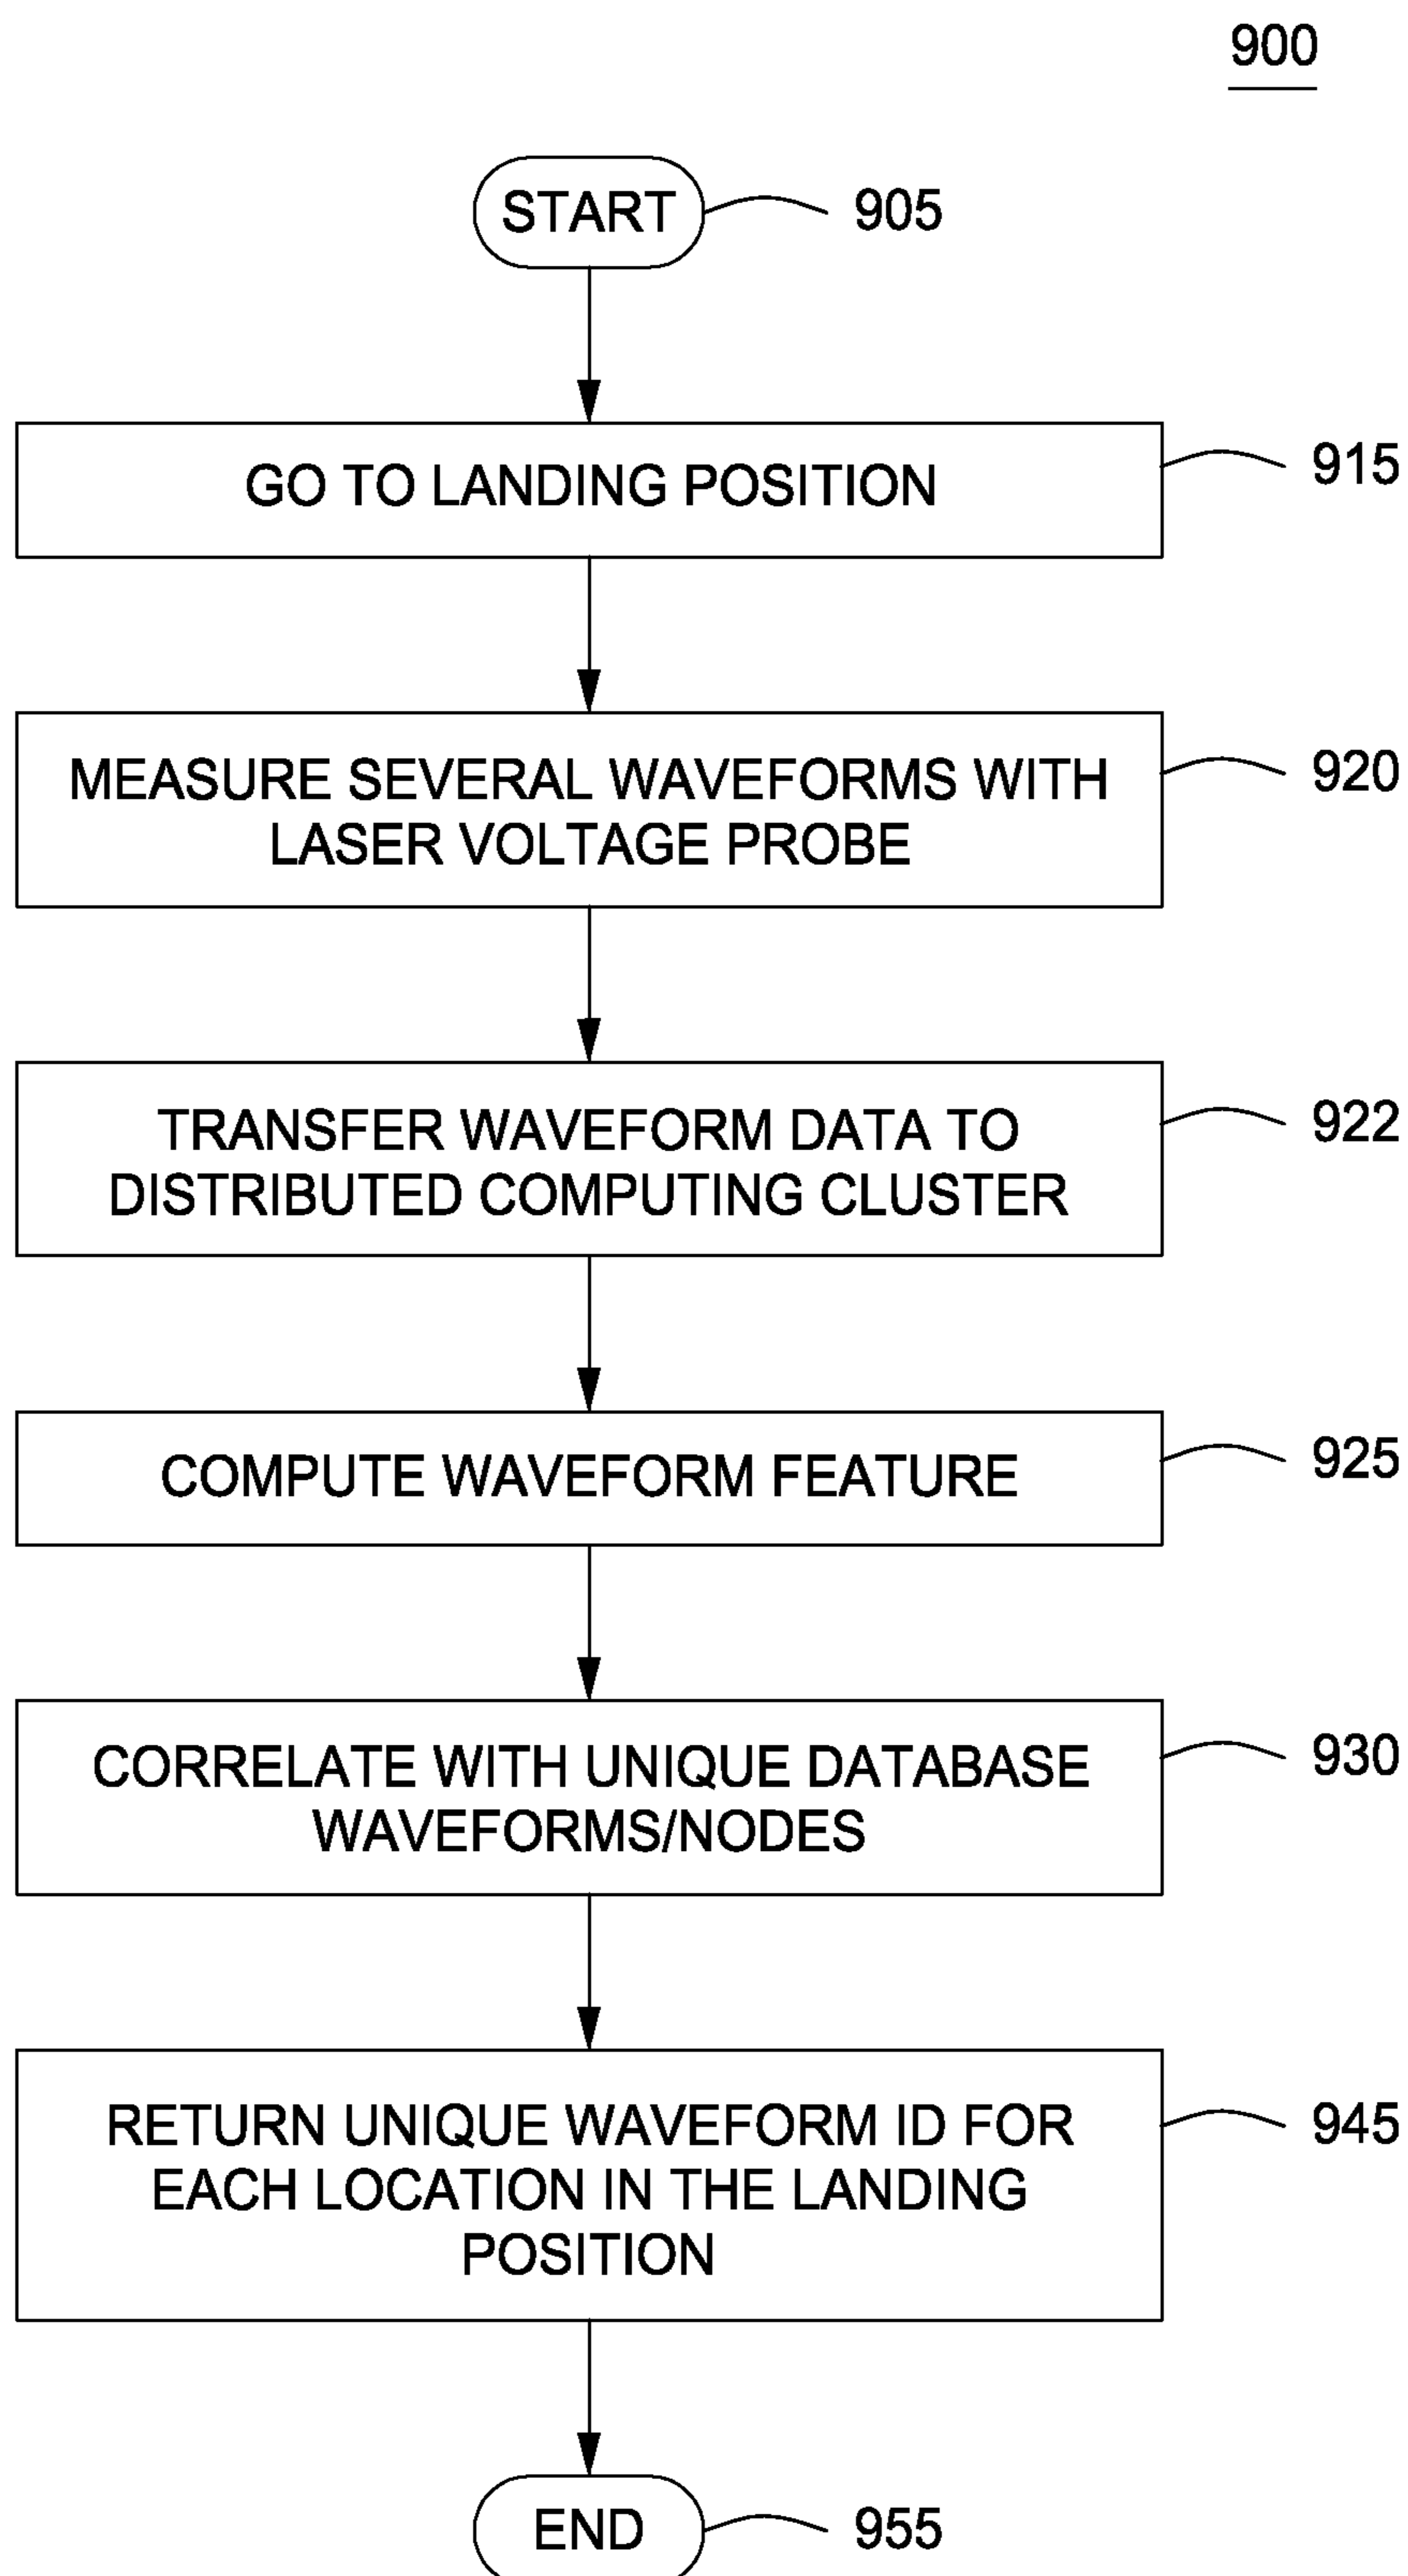 900
START
905
GO TO LANDING POSITION
915
MEASURE SEVERAL WAVEFORMS WITH
LASER VOLTAGE PROBE
920
TRANSFER WAVEFORM DATA TO
DISTRIBUTED COMPUTING CLUSTER
922
COMPUTE WAVEFORM FEATURE
925
CORRELATE WITH UNIQUE DATABASE
WAVEFORMS/NODES
930
RETURN UNIQUE WAVEFORM ID FOR
EACH LOCATION IN THE LANDING
POSITION
945
END
955